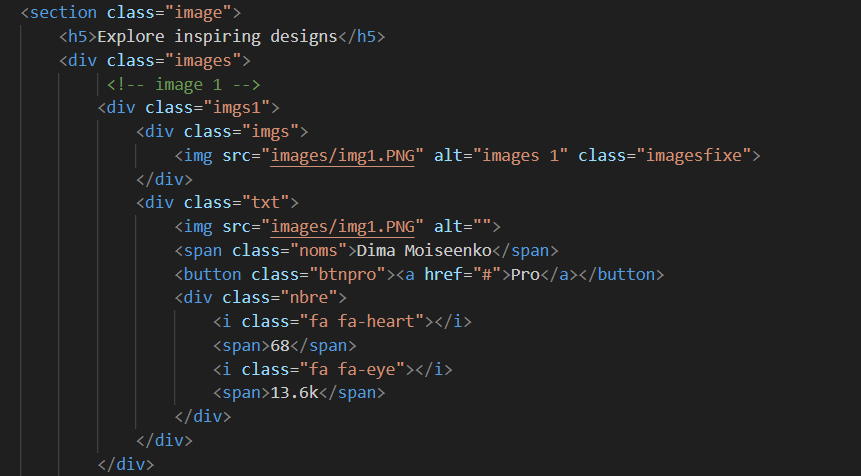 <section class="image">
<h5>Explore inspiring designs</h5>
<div class="images">
<!-- image 1 -->
<div class="imgs1">
<div class="imgs">
<img src="images/img1.PNG" alt="images 1" class="imagesfixe">
</div>
<div class="txt">
<img src="images/img1.PNG" alt="">
<span class="noms">Dima Moiseenko</span>
<button class="btnpro"><a href="#">Pro</a></button>
<div class="nbre">
<i class="fa fa-heart"></i>
<span>68</span>
<i class="fa fa-eye"></i>
<span>13.6k</span>
</div>
</div>
</div>